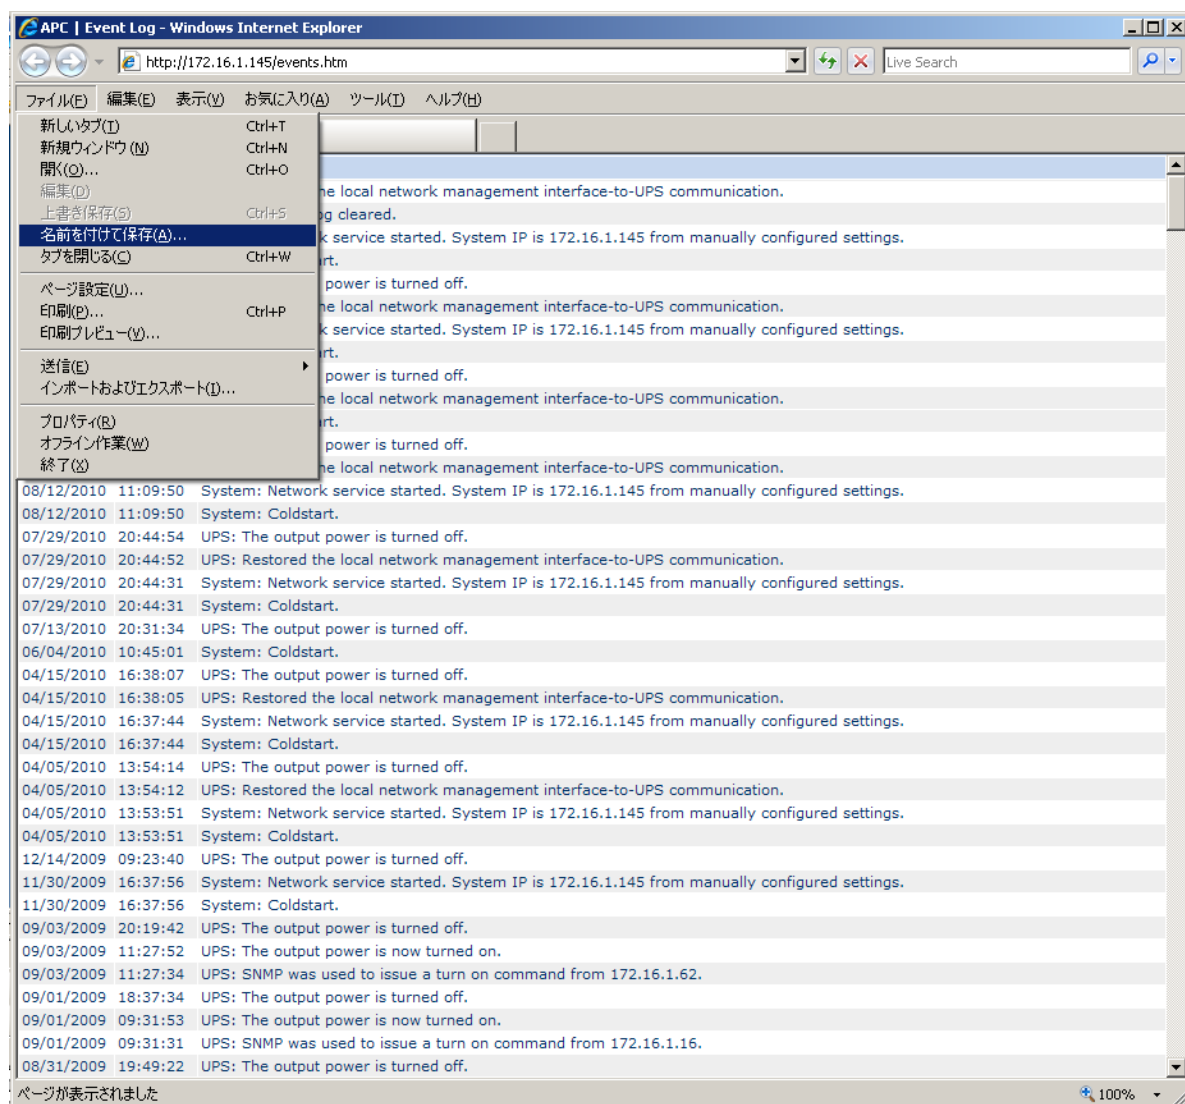 APC | Event Log - Windows Internet Explorer
http://172.16.1.145/events.htm
Live Search
ファイル(F) 編集(E) 表示(V) お気に入り(A) ツール(T) ヘルプ(H)
新しいタブ(T) Ctrl+T
新規ウィンドウ(N) Ctrl+N
開く(O)... Ctrl+O
編集(D)
he local network management interface-to-UPS communication.
上書き保存(S) Ctrl+S
og cleared.
名前を付けて保存(A)...
k service started. System IP is 172.16.1.145 from manually configured settings.
タブを閉じる(C) Ctrl+W
rt.
power is turned off.
ページ設定(U)...
he local network management interface-to-UPS communication.
印刷(P)... Ctrl+P
印刷プレビュー(V)...
k service started. System IP is 172.16.1.145 from manually configured settings.
rt.
送信(E)
power is turned off.
インポートおよびエクスポート(I)...
he local network management interface-to-UPS communication.
プロパティ(R)
rt.
オフライン作業(W)
power is turned off.
終了(X)
he local network management interface-to-UPS communication.
08/12/2010 11:09:50 System: Network service started. System IP is 172.16.1.145 from manually configured settings.
08/12/2010 11:09:50 System: Coldstart.
07/29/2010 20:44:54 UPS: The output power is turned off.
07/29/2010 20:44:52 UPS: Restored the local network management interface-to-UPS communication.
07/29/2010 20:44:31 System: Network service started. System IP is 172.16.1.145 from manually configured settings.
07/29/2010 20:44:31 System: Coldstart.
07/13/2010 20:31:34 UPS: The output power is turned off.
06/04/2010 10:45:01 System: Coldstart.
04/15/2010 16:38:07 UPS: The output power is turned off.
04/15/2010 16:38:05 UPS: Restored the local network management interface-to-UPS communication.
04/15/2010 16:37:44 System: Network service started. System IP is 172.16.1.145 from manually configured settings.
04/15/2010 16:37:44 System: Coldstart.
04/05/2010 13:54:14 UPS: The output power is turned off.
04/05/2010 13:54:12 UPS: Restored the local network management interface-to-UPS communication.
04/05/2010 13:53:51 System: Network service started. System IP is 172.16.1.145 from manually configured settings.
04/05/2010 13:53:51 System: Coldstart.
12/14/2009 09:23:40 UPS: The output power is turned off.
11/30/2009 16:37:56 System: Network service started. System IP is 172.16.1.145 from manually configured settings.
11/30/2009 16:37:56 System: Coldstart.
09/03/2009 20:19:42 UPS: The output power is turned off.
09/03/2009 11:27:52 UPS: The output power is now turned on.
09/03/2009 11:27:34 UPS: SNMP was used to issue a turn on command from 172.16.1.62.
09/01/2009 18:37:34 UPS: The output power is turned off.
09/01/2009 09:31:53 UPS: The output power is now turned on.
09/01/2009 09:31:31 UPS: SNMP was used to issue a turn on command from 172.16.1.16.
08/31/2009 19:49:22 UPS: The output power is turned off.
ページが表示されました 100%